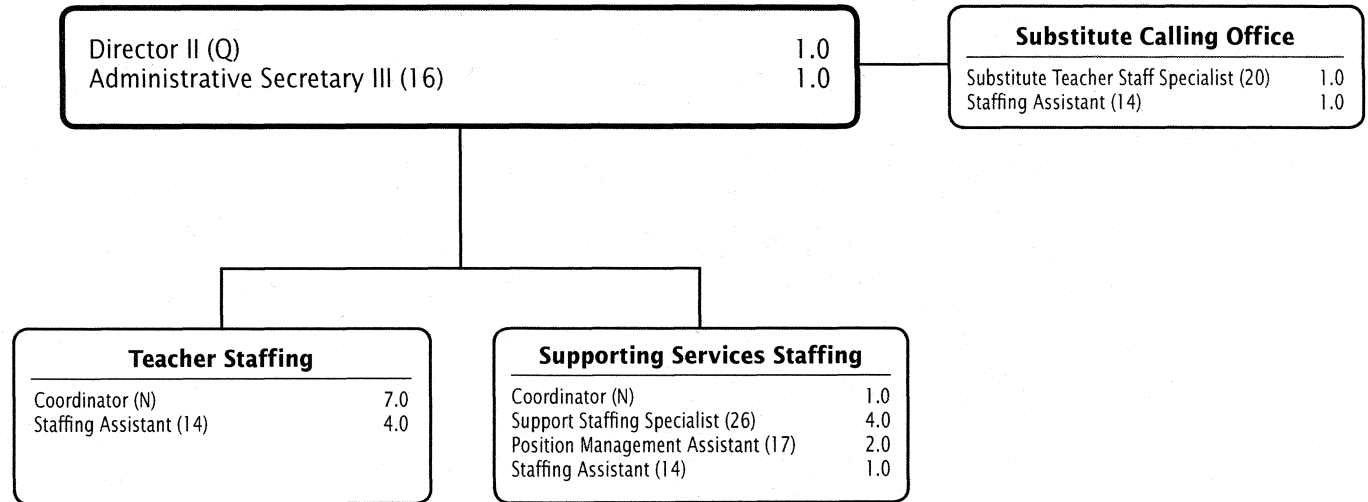 Director II (Q) 1.0
Administrative Secretary III (16) 1.0
Substitute Calling Office
Substitute Teacher Staff Specialist (20) 1.0
Staffing Assistant (14) 1.0
Teacher Staffing
Coordinator (N) 7.0
Staffing Assistant (14) 4.0
Supporting Services Staffing
Coordinator (N) 1.0
Support Staffing Specialist (26) 4.0
Position Management Assistant (17) 2.0
Staffing Assistant (14) 1.0